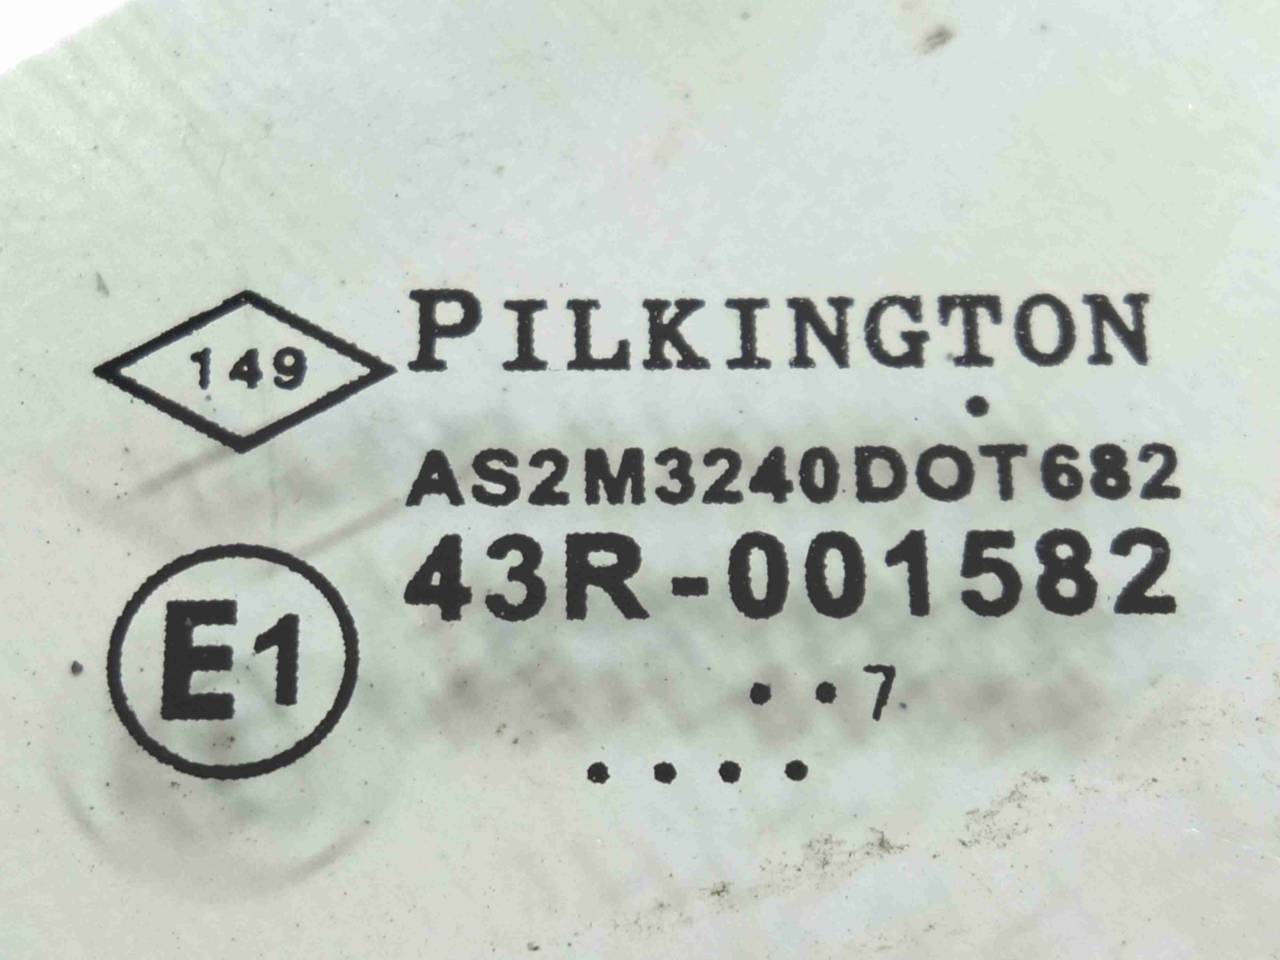 149
PILKINGTON
AS2M3240DOT682
43R-001582
E1
..7
....